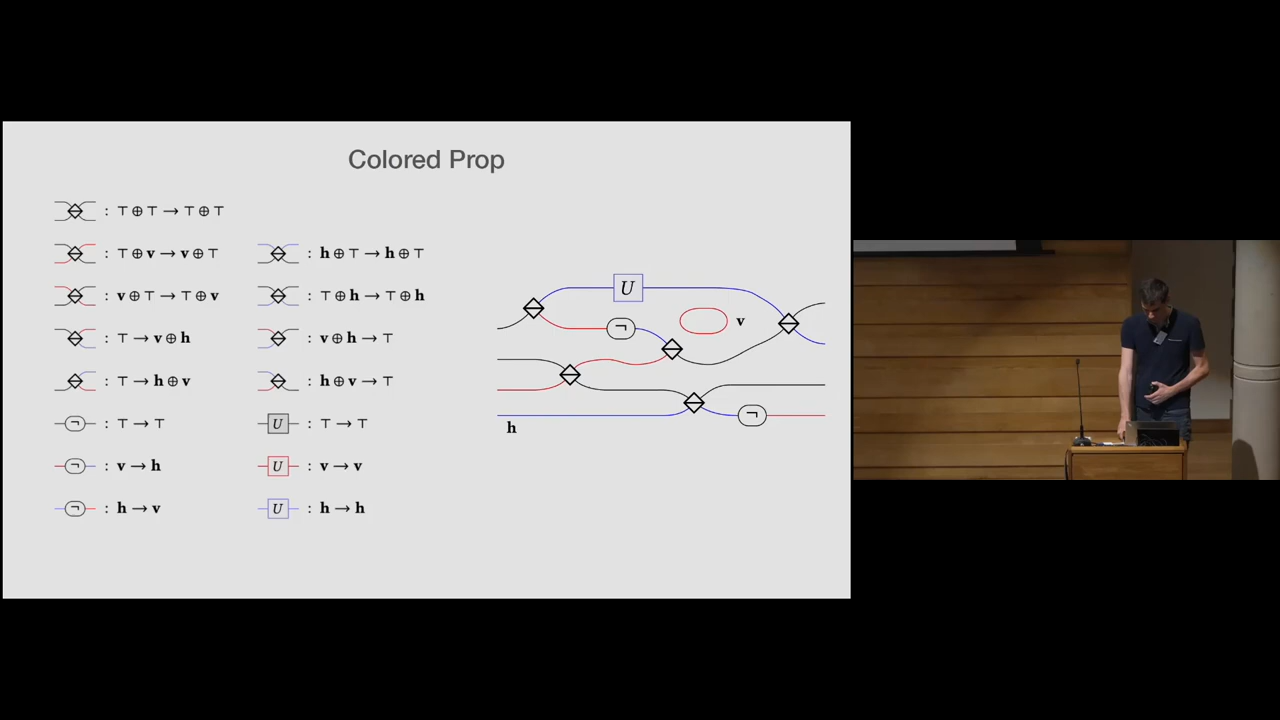 Colored Prop
: ⊤ ⊕ ⊤ → ⊤ ⊕ ⊤
: ⊤ ⊕ v → v ⊕ ⊤
: h ⊕ ⊤ → h ⊕ ⊤
: v ⊕ ⊤ → ⊤ ⊕ v
: ⊤ ⊕ h → ⊤ ⊕ h
: ⊤ → v ⊕ h
: v ⊕ h → ⊤
: ⊤ → h ⊕ v
: h ⊕ v → ⊤
¬ : ⊤ → ⊤
U : ⊤ → ⊤
¬ : v → h
U : v → v
¬ : h → v
U : h → h
U
¬
v
¬
h